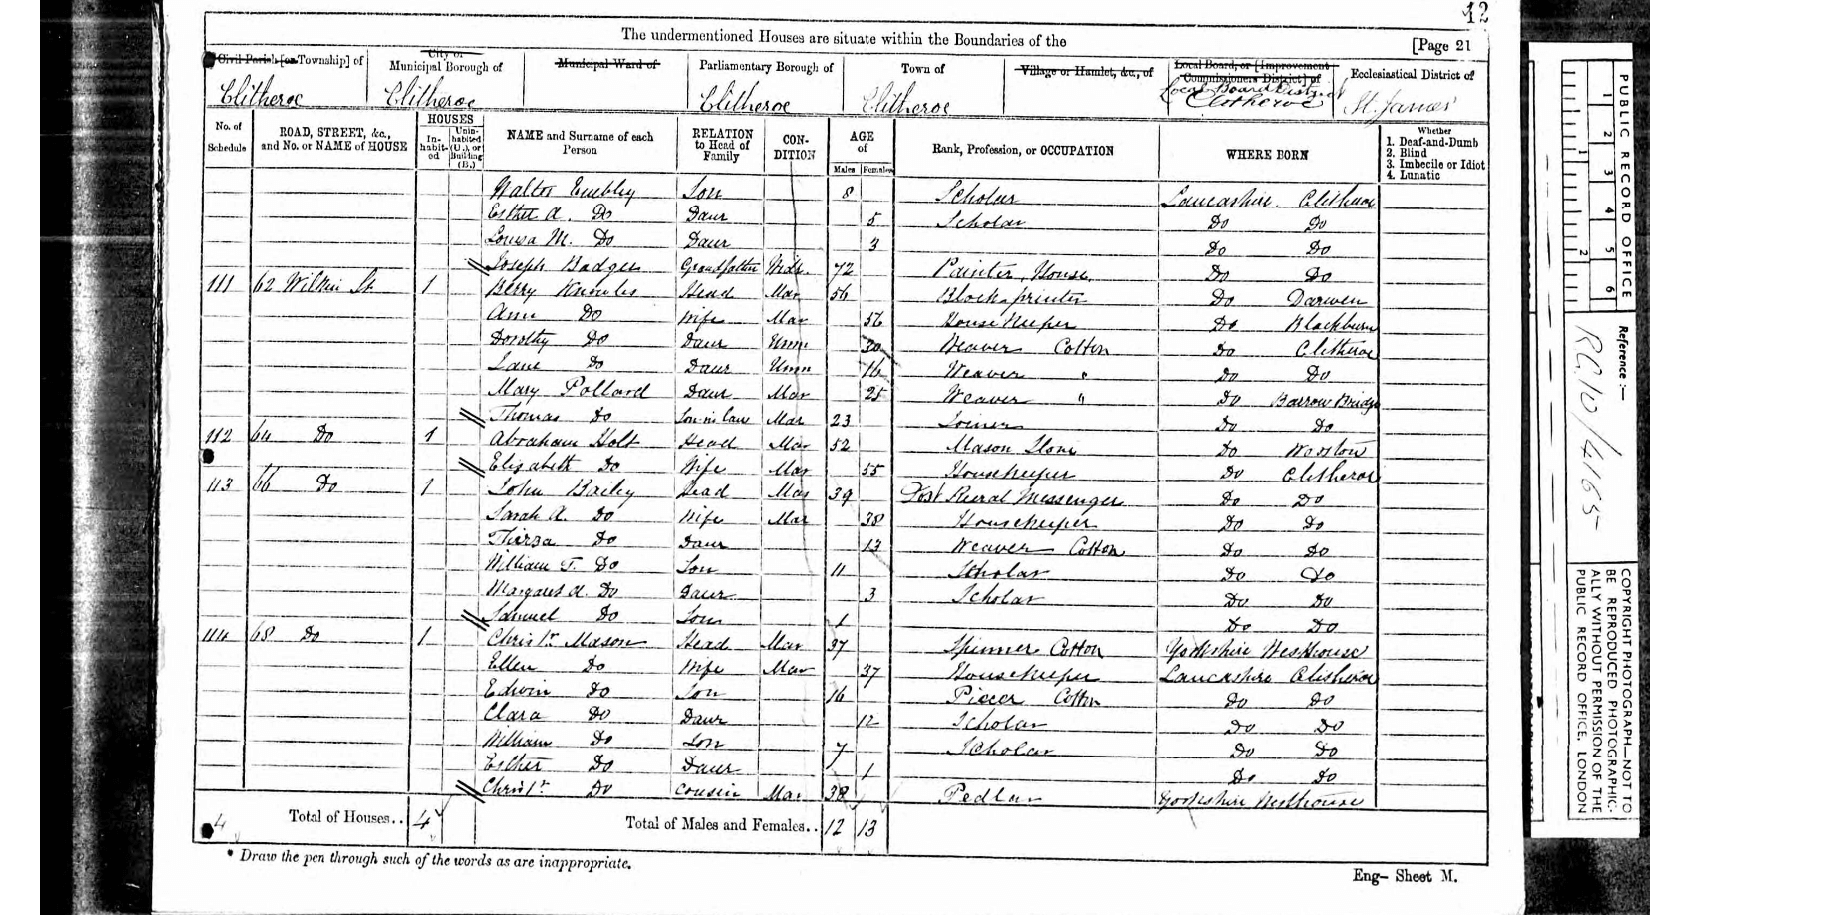 12
The undermentioned Houses are situate within the Boundaries of the [Page 21
Civil Parish [or Township] of City or Municipal Borough of Municipal Ward of Parliamentary Borough of Town of Village or Hamlet, &c., of Local Board, or [Improvement Commissioners District] of Ecclesiastical District of
Clitheroe Clitheroe Clitheroe Clitheroe Local Board District Clitheroe St. James
No. of Schedule ROAD, STREET, &c., and No. or NAME of HOUSE HOUSES In-habit-ed Unin-habited (U.), or Building (B.) NAME and Surname of each Person RELATION to Head of Family CON-DITION AGE of Males Females Rank, Profession, or OCCUPATION WHERE BORN Whether 1. Deaf-and-Dumb 2. Blind 3. Imbecile or Idiot 4. Lunatic
Walter Embley Son 8 Scholar Lancashire Clitheroe
Esther A. Do Daur 5 Scholar Do Do
Louisa M. Do Daur 3 Do Do
Joseph Badger Grandfather Widr. 72 Painter, House Do Do
111 62 Wilkin St 1 Berry Knowles Head Mar 56 Block printer Do Darwen
Ann Do Wife Mar 56 House Keeper Do Blackburn
Dorothy Do Daur Unm 30 Weaver Cotton Do Clitheroe
Jane Do Daur Unm 16 Weaver " Do Do
Mary Pollard Daur Mar 25 Weaver " Do Barrow Bridge
Thomas Do Son in law Mar 23 Joiner Do Do
112 64 Do 1 Abraham Holt Head Mar 52 Mason Stone Do Worston
Elizabeth Do Wife Mar 55 Housekeeper Do Clitheroe
113 66 Do 1 John Bailey Head Mar 39 Post Rural Messenger Do Do
Sarah A. Do Wife Mar 38 Housekeeper Do Do
Thirza Do Daur 13 Weaver Cotton Do Do
William T. Do Son 11 Scholar Do Do
Margaret A. Do Daur 3 Scholar Do Do
Samuel Do Son 1 Do Do
114 68 Do 1 Christr. Mason Head Mar 37 Spinner Cotton Yorkshire Westhouse
Ellen Do Wife Mar 37 Housekeeper Lancashire Clitheroe
Edwin Do Son 16 Piecer Cotton Do Do
Clara Do Daur 12 Scholar Do Do
William Do Son 7 Scholar Do Do
Esther Do Daur 1 Do Do
Christr. Do Cousin Mar 38 Pedlar Yorkshire Westhouse
4 Total of Houses.. 4 Total of Males and Females.. 12 13
* Draw the pen through such of the words as are inappropriate.
Eng— Sheet M.
PUBLIC RECORD OFFICE
1 2 3 4 5 6
1 2
Reference :—
RG10/4165
COPYRIGHT PHOTOGRAPH—NOT TO
BE REPRODUCED PHOTOGRAPHIC-
ALLY WITHOUT PERMISSION OF THE
PUBLIC RECORD OFFICE, LONDON